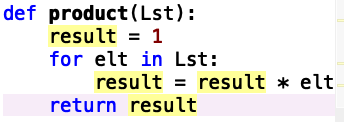 def product(Lst):
    result = 1
    for elt in Lst:
        result = result * elt
    return result